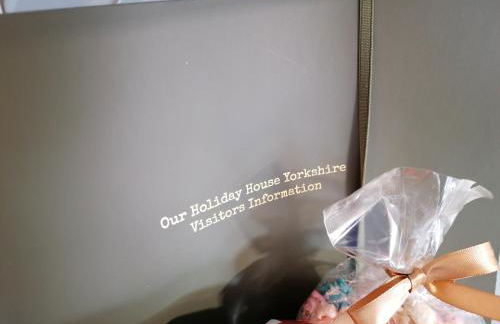 Our Holiday House Yorkshire
Visitors Information